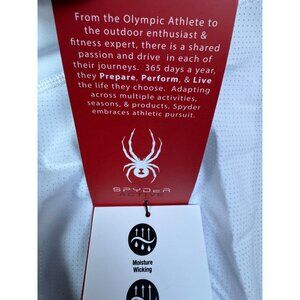 From the Olympic Athlete to
the outdoor enthusiast &
fitness expert, there is a shared
passion and drive in each of
their journeys. 365 days a year,
they Prepare, Perform, & Live
the life they choose. Adapting
across multiple activities,
seasons, & products, Spyder
embraces athletic pursuit.
SPYDER
ACTIVE
Moisture
Wicking